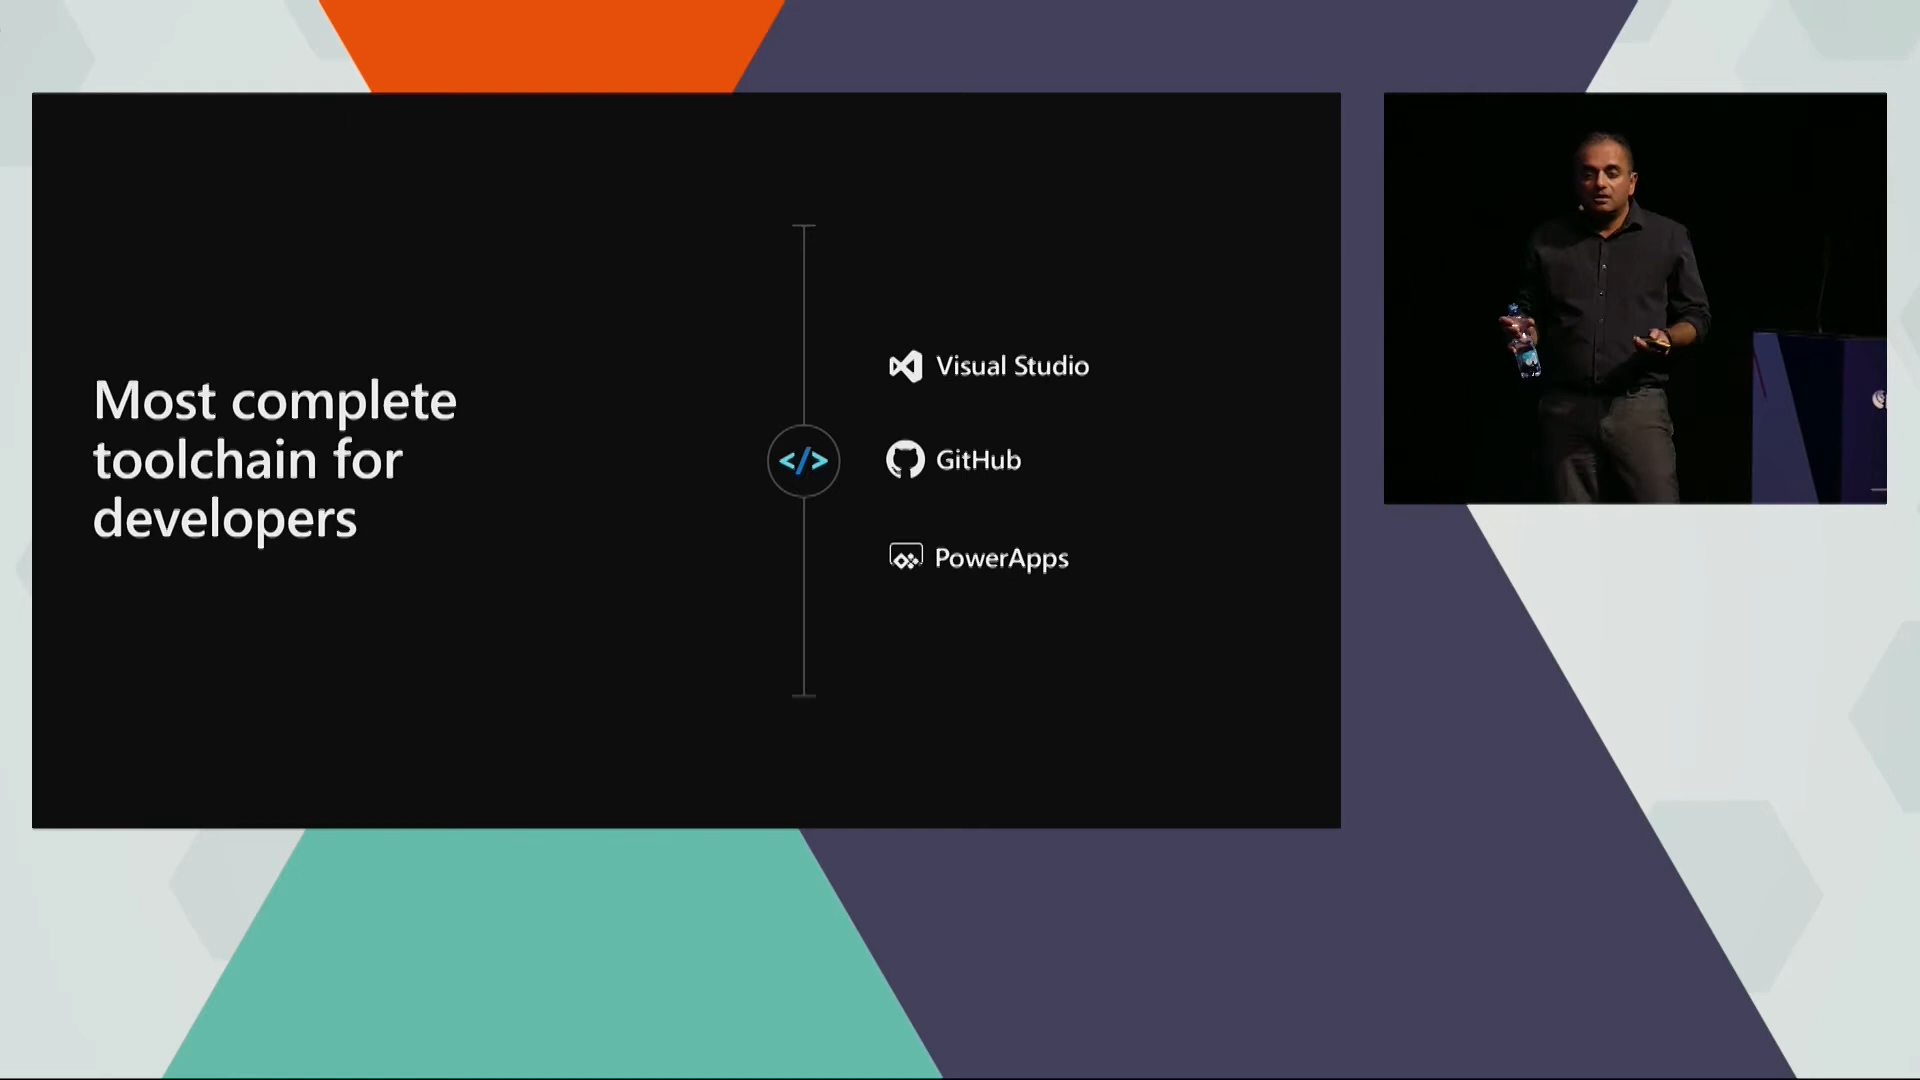 Most complete
toolchain for
developers
</>
Visual Studio
GitHub
PowerApps